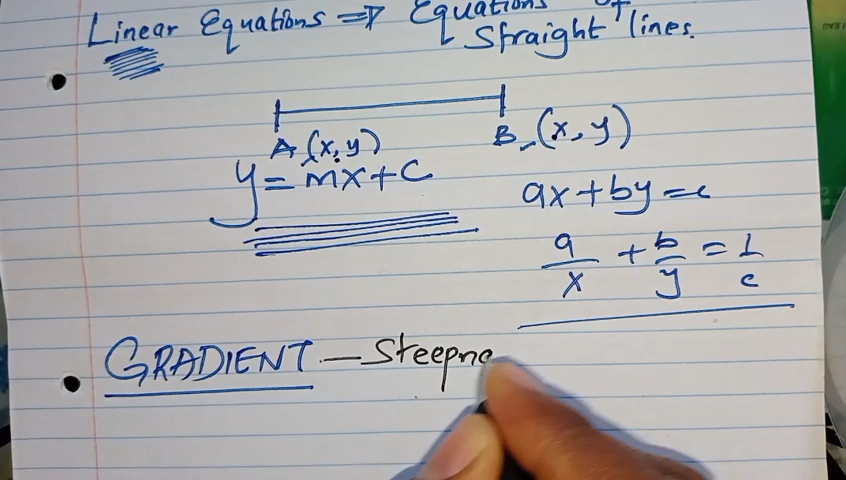 Linear Equations ⇒ Equations of
Straight lines.
A (x, y)
B (x, y)
y = mx + c
ax + by = c
a/x + b/y = 1/c
GRADIENT — Steepne